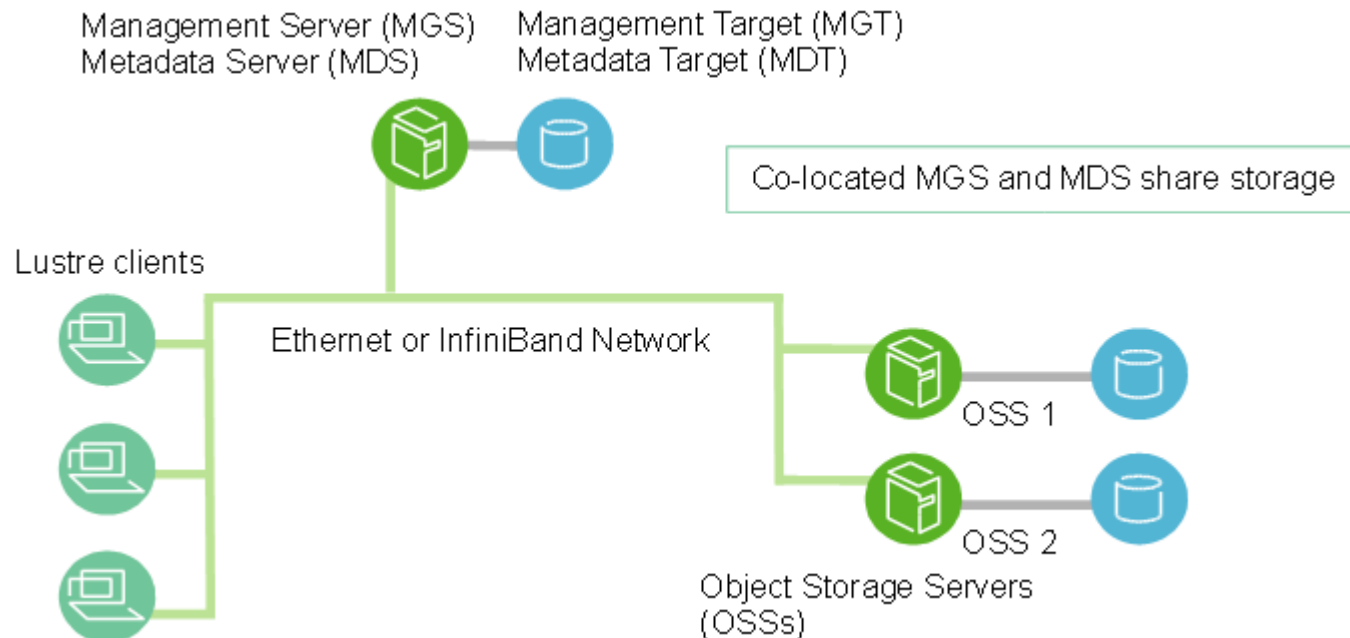 Management Server (MGS)
Metadata Server (MDS)
Management Target (MGT)
Metadata Target (MDT)
Co-located MGS and MDS share storage
Lustre clients
Ethernet or InfiniBand Network
OSS 1
OSS 2
Object Storage Servers
(OSSs)